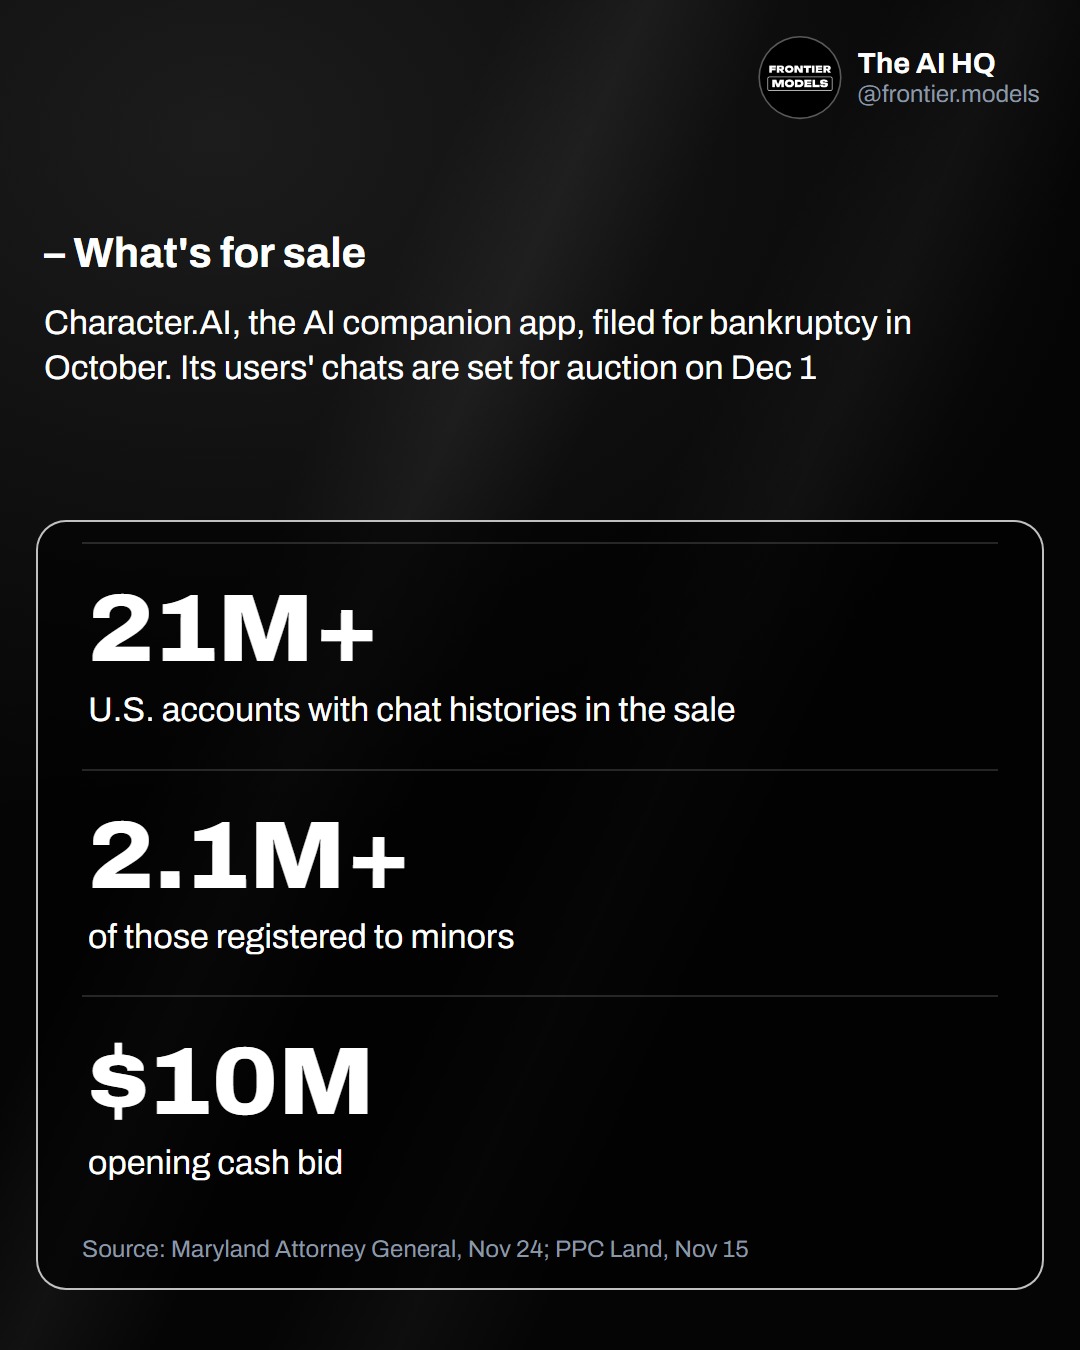 FRONTIER
MODELS
The AI HQ
@frontier.models
– What's for sale
Character.AI, the AI companion app, filed for bankruptcy in
October. Its users' chats are set for auction on Dec 1
21M+
U.S. accounts with chat histories in the sale
2.1M+
of those registered to minors
$10M
opening cash bid
Source: Maryland Attorney General, Nov 24; PPC Land, Nov 15